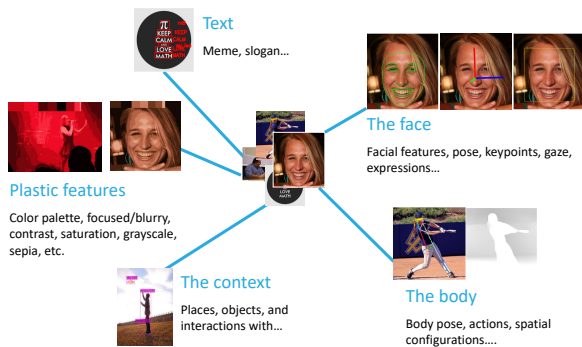 Text
π
KEEP
CALM
AND
LOVE
MATH
Meme, slogan…
The face
Facial features, pose, keypoints, gaze,
expressions…
Plastic features
Color palette, focused/blurry,
contrast, saturation, grayscale,
sepia, etc.
LOVE
MATH
The context
Places, objects, and
interactions with…
The body
Body pose, actions, spatial
configurations….